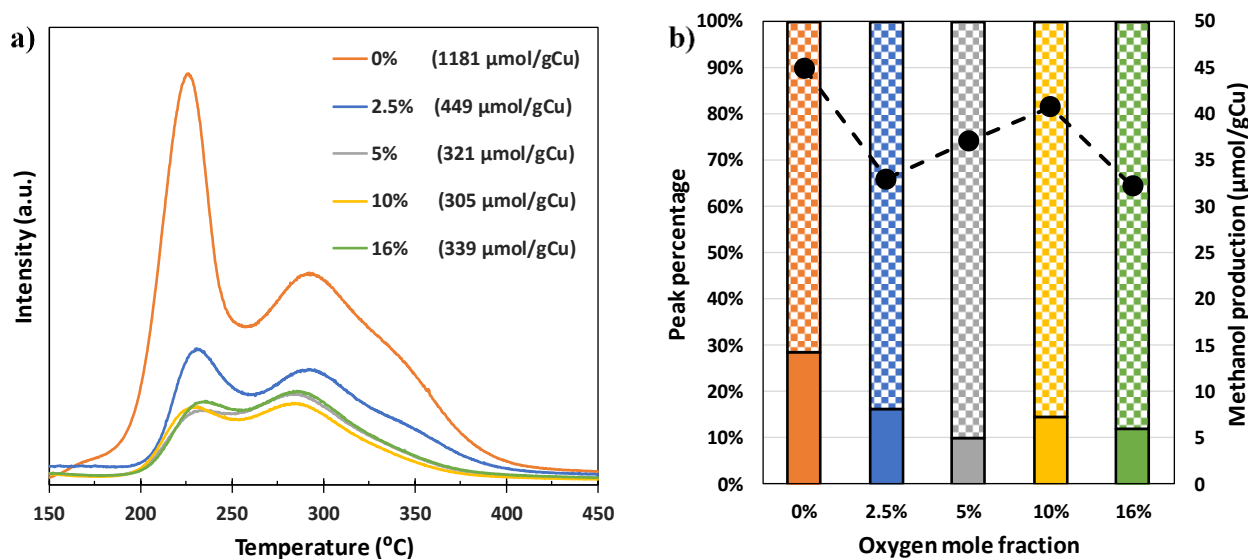 a)
Intensity (a.u.)
0% (1181 µmol/gCu)
2.5% (449 µmol/gCu)
5% (321 µmol/gCu)
10% (305 µmol/gCu)
16% (339 µmol/gCu)
150 200 250 300 350 400 450
Temperature (⁰C)
b)
Peak percentage
100%
90%
80%
70%
60%
50%
40%
30%
20%
10%
0%
50
45
40
35
30
25
20
15
10
5
0
Methanol production (µmol/gCu)
0% 2.5% 5% 10% 16%
Oxygen mole fraction